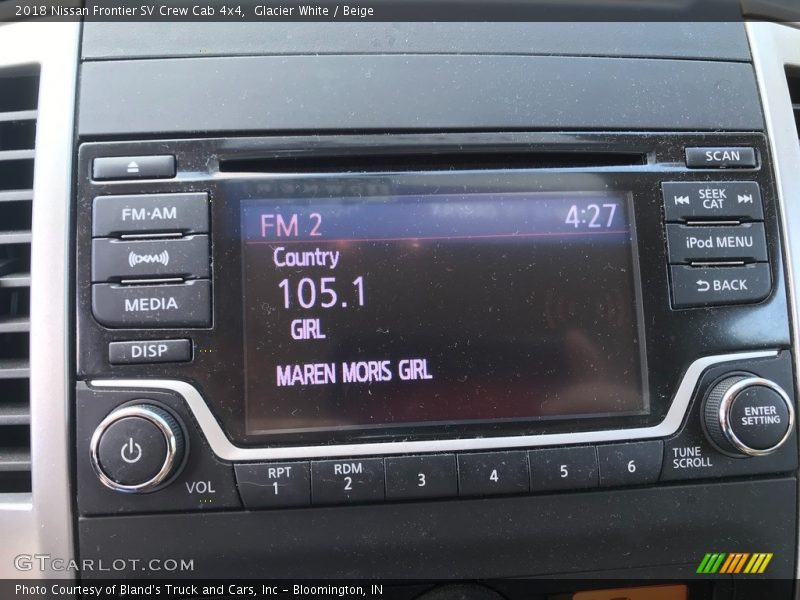 2018 Nissan Frontier SV Crew Cab 4x4, Glacier White / Beige
SCAN
FM·AM
SEEK
CAT
FM 2
4:27
(XM)
iPod MENU
Country
105.1
MEDIA
BACK
GIRL
DISP
MAREN MORIS GIRL
ENTER
SETTING
VOL
RPT
1
RDM
2
3
4
5
6
TUNE
SCROLL
GTCARLOT.COM
Photo Courtesy of Bland's Truck and Cars, Inc – Bloomington, IN